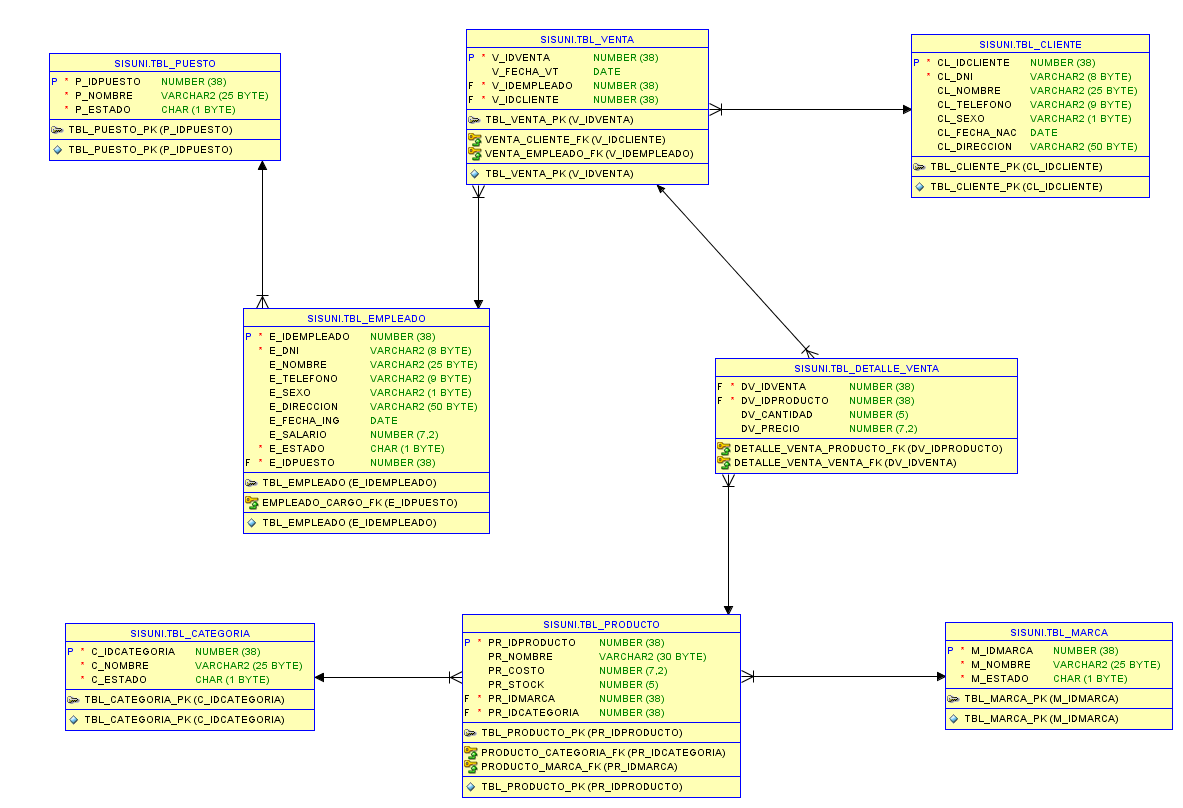 SISUNI.TBL_PUESTO
P * P_IDPUESTO NUMBER (38)
* P_NOMBRE VARCHAR2 (25 BYTE)
* P_ESTADO CHAR (1 BYTE)
TBL_PUESTO_PK (P_IDPUESTO)
TBL_PUESTO_PK (P_IDPUESTO)
SISUNI.TBL_VENTA
P * V_IDVENTA NUMBER (38)
V_FECHA_VT DATE
F * V_IDEMPLEADO NUMBER (38)
F * V_IDCLIENTE NUMBER (38)
TBL_VENTA_PK (V_IDVENTA)
VENTA_CLIENTE_FK (V_IDCLIENTE)
VENTA_EMPLEADO_FK (V_IDEMPLEADO)
TBL_VENTA_PK (V_IDVENTA)
SISUNI.TBL_CLIENTE
P * CL_IDCLIENTE NUMBER (38)
* CL_DNI VARCHAR2 (8 BYTE)
CL_NOMBRE VARCHAR2 (25 BYTE)
CL_TELEFONO VARCHAR2 (9 BYTE)
CL_SEXO VARCHAR2 (1 BYTE)
CL_FECHA_NAC DATE
CL_DIRECCION VARCHAR2 (50 BYTE)
TBL_CLIENTE_PK (CL_IDCLIENTE)
TBL_CLIENTE_PK (CL_IDCLIENTE)
SISUNI.TBL_EMPLEADO
P * E_IDEMPLEADO NUMBER (38)
* E_DNI VARCHAR2 (8 BYTE)
E_NOMBRE VARCHAR2 (25 BYTE)
E_TELEFONO VARCHAR2 (9 BYTE)
E_SEXO VARCHAR2 (1 BYTE)
E_DIRECCION VARCHAR2 (50 BYTE)
E_FECHA_ING DATE
E_SALARIO NUMBER (7,2)
* E_ESTADO CHAR (1 BYTE)
F * E_IDPUESTO NUMBER (38)
TBL_EMPLEADO (E_IDEMPLEADO)
EMPLEADO_CARGO_FK (E_IDPUESTO)
TBL_EMPLEADO (E_IDEMPLEADO)
SISUNI.TBL_DETALLE_VENTA
F * DV_IDVENTA NUMBER (38)
F * DV_IDPRODUCTO NUMBER (38)
DV_CANTIDAD NUMBER (5)
DV_PRECIO NUMBER (7,2)
DETALLE_VENTA_PRODUCTO_FK (DV_IDPRODUCTO)
DETALLE_VENTA_VENTA_FK (DV_IDVENTA)
SISUNI.TBL_CATEGORIA
P * C_IDCATEGORIA NUMBER (38)
* C_NOMBRE VARCHAR2 (25 BYTE)
* C_ESTADO CHAR (1 BYTE)
TBL_CATEGORIA_PK (C_IDCATEGORIA)
TBL_CATEGORIA_PK (C_IDCATEGORIA)
SISUNI.TBL_PRODUCTO
P * PR_IDPRODUCTO NUMBER (38)
PR_NOMBRE VARCHAR2 (30 BYTE)
PR_COSTO NUMBER (7,2)
PR_STOCK NUMBER (5)
F * PR_IDMARCA NUMBER (38)
F * PR_IDCATEGORIA NUMBER (38)
TBL_PRODUCTO_PK (PR_IDPRODUCTO)
PRODUCTO_CATEGORIA_FK (PR_IDCATEGORIA)
PRODUCTO_MARCA_FK (PR_IDMARCA)
TBL_PRODUCTO_PK (PR_IDPRODUCTO)
SISUNI.TBL_MARCA
P * M_IDMARCA NUMBER (38)
* M_NOMBRE VARCHAR2 (25 BYTE)
* M_ESTADO CHAR (1 BYTE)
TBL_MARCA_PK (M_IDMARCA)
TBL_MARCA_PK (M_IDMARCA)